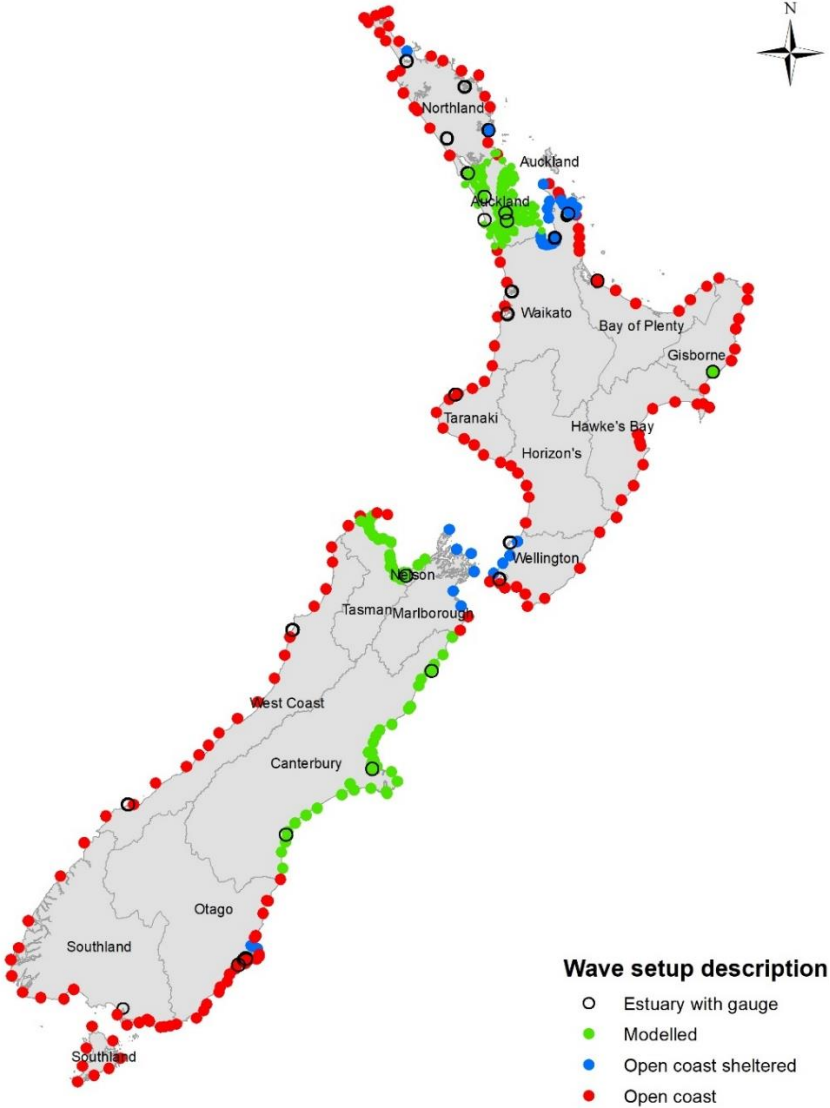 N
Northland
Auckland
Auckland
Waikato
Bay of Plenty
Gisborne
Taranaki
Hawke's Bay
Horizon's
Wellington
Nelson
Tasman
Marlborough
West Coast
Canterbury
Otago
Southland
Southland
Wave setup description
Estuary with gauge
Modelled
Open coast sheltered
Open coast